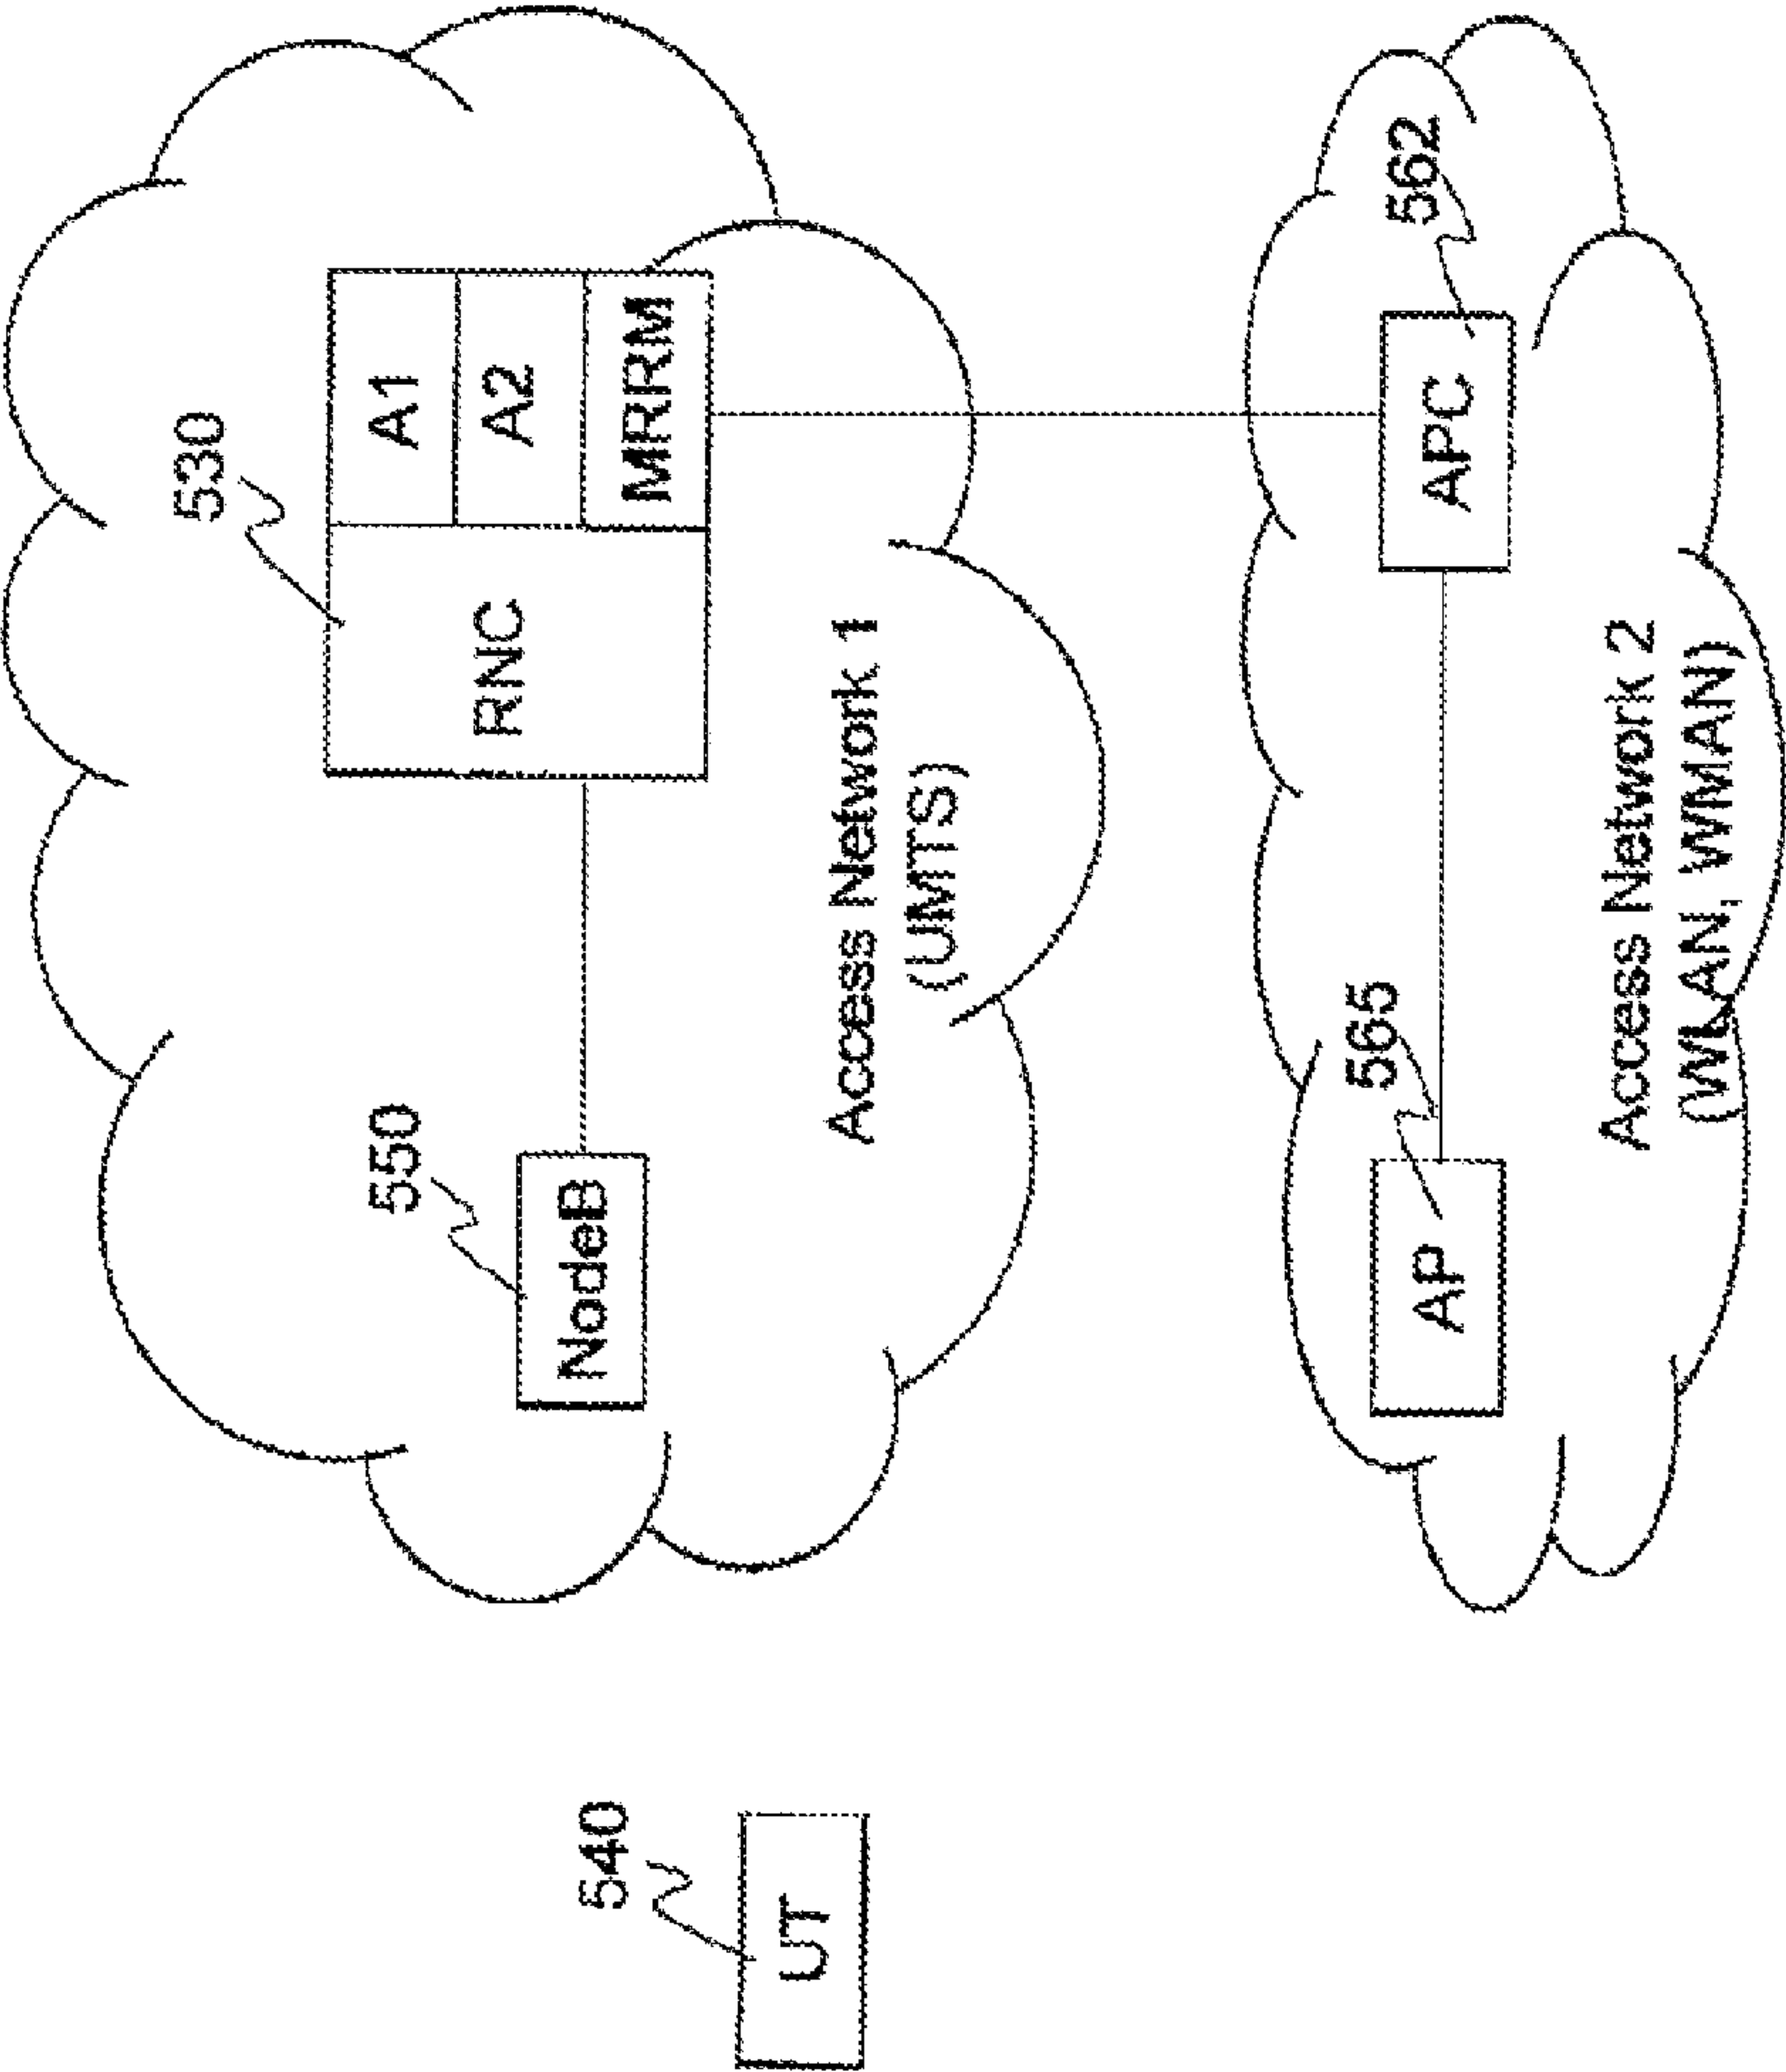 530
A1
A2
MRRM
RNC
550
NodeB
Access Network 1
(UMTS)
540
UT
562
APC
565
AP
Access Network 2
(WLAN, WMAN)